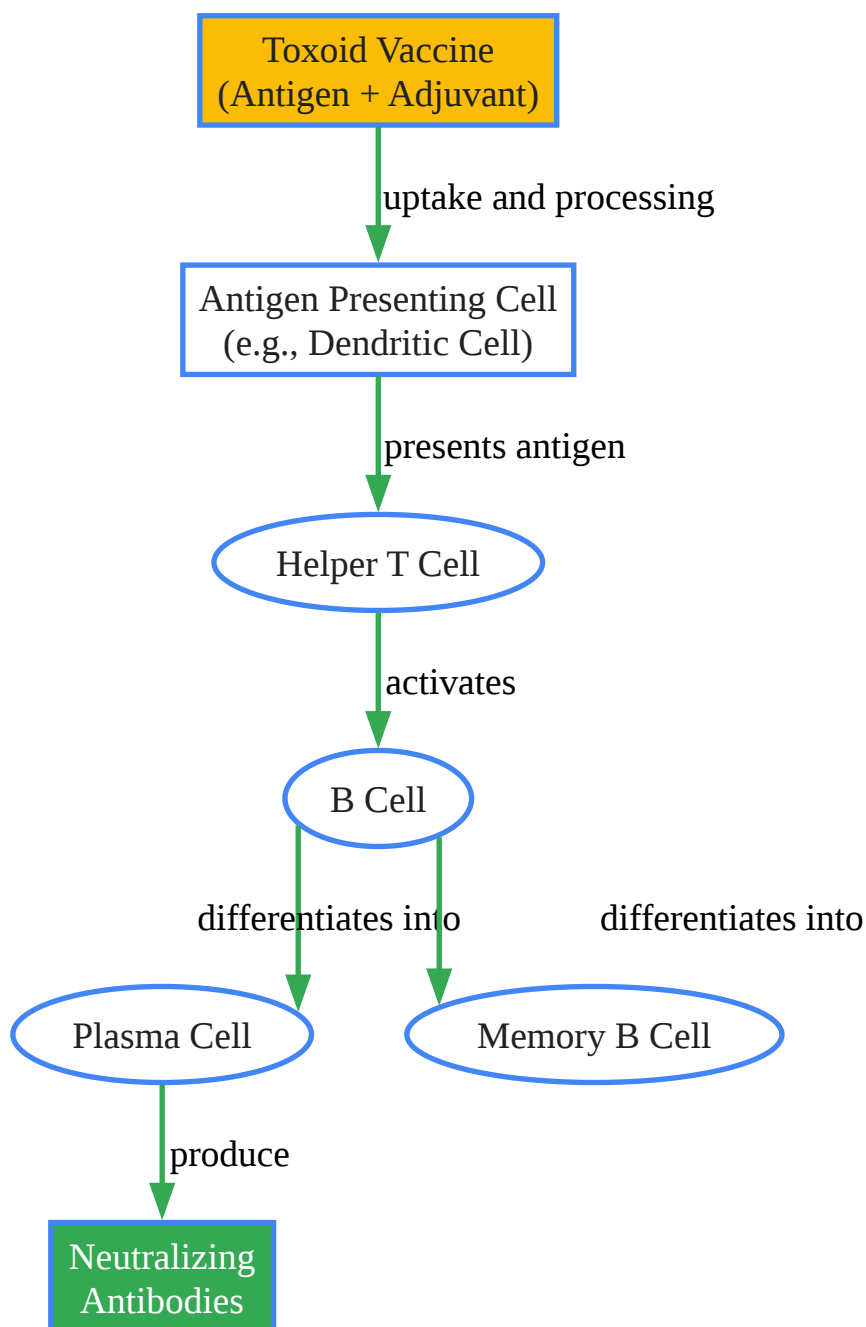 Toxoid Vaccine
(Antigen + Adjuvant)
uptake and processing
Antigen Presenting Cell
(e.g., Dendritic Cell)
presents antigen
Helper T Cell
activates
B Cell
differentiates into
differentiates into
Plasma Cell
Memory B Cell
produce
Neutralizing
Antibodies